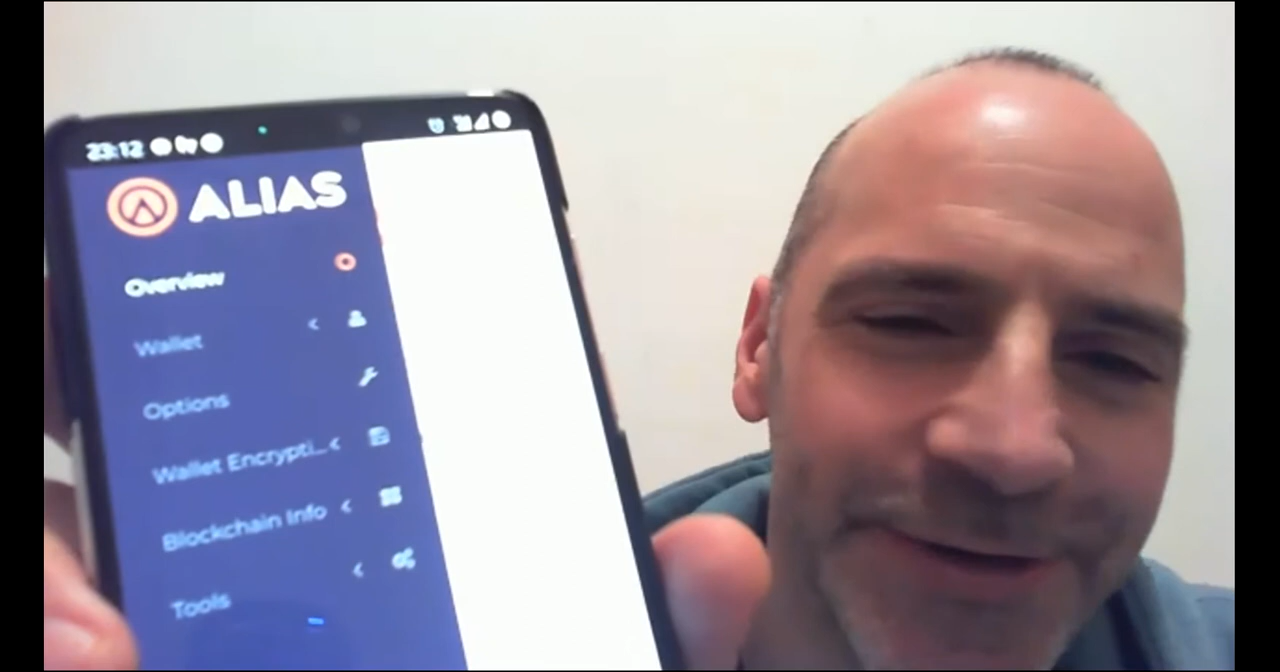 23:12
ALIAS
Overview
Wallet
Options
Wallet Encrypti...
Blockchain Info
Tools